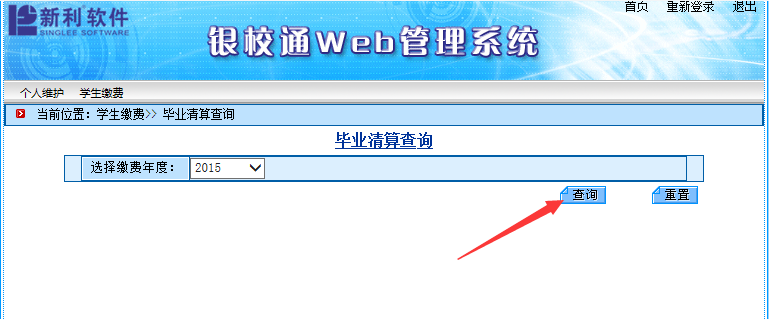 新利软件
SINGLEE SOFTWARE
首页 重新登录 退出
银校通Web管理系统
个人维护 学生缴费
当前位置：学生缴费>> 毕业清算查询
毕业清算查询
选择缴费年度： 2015
查询 重置